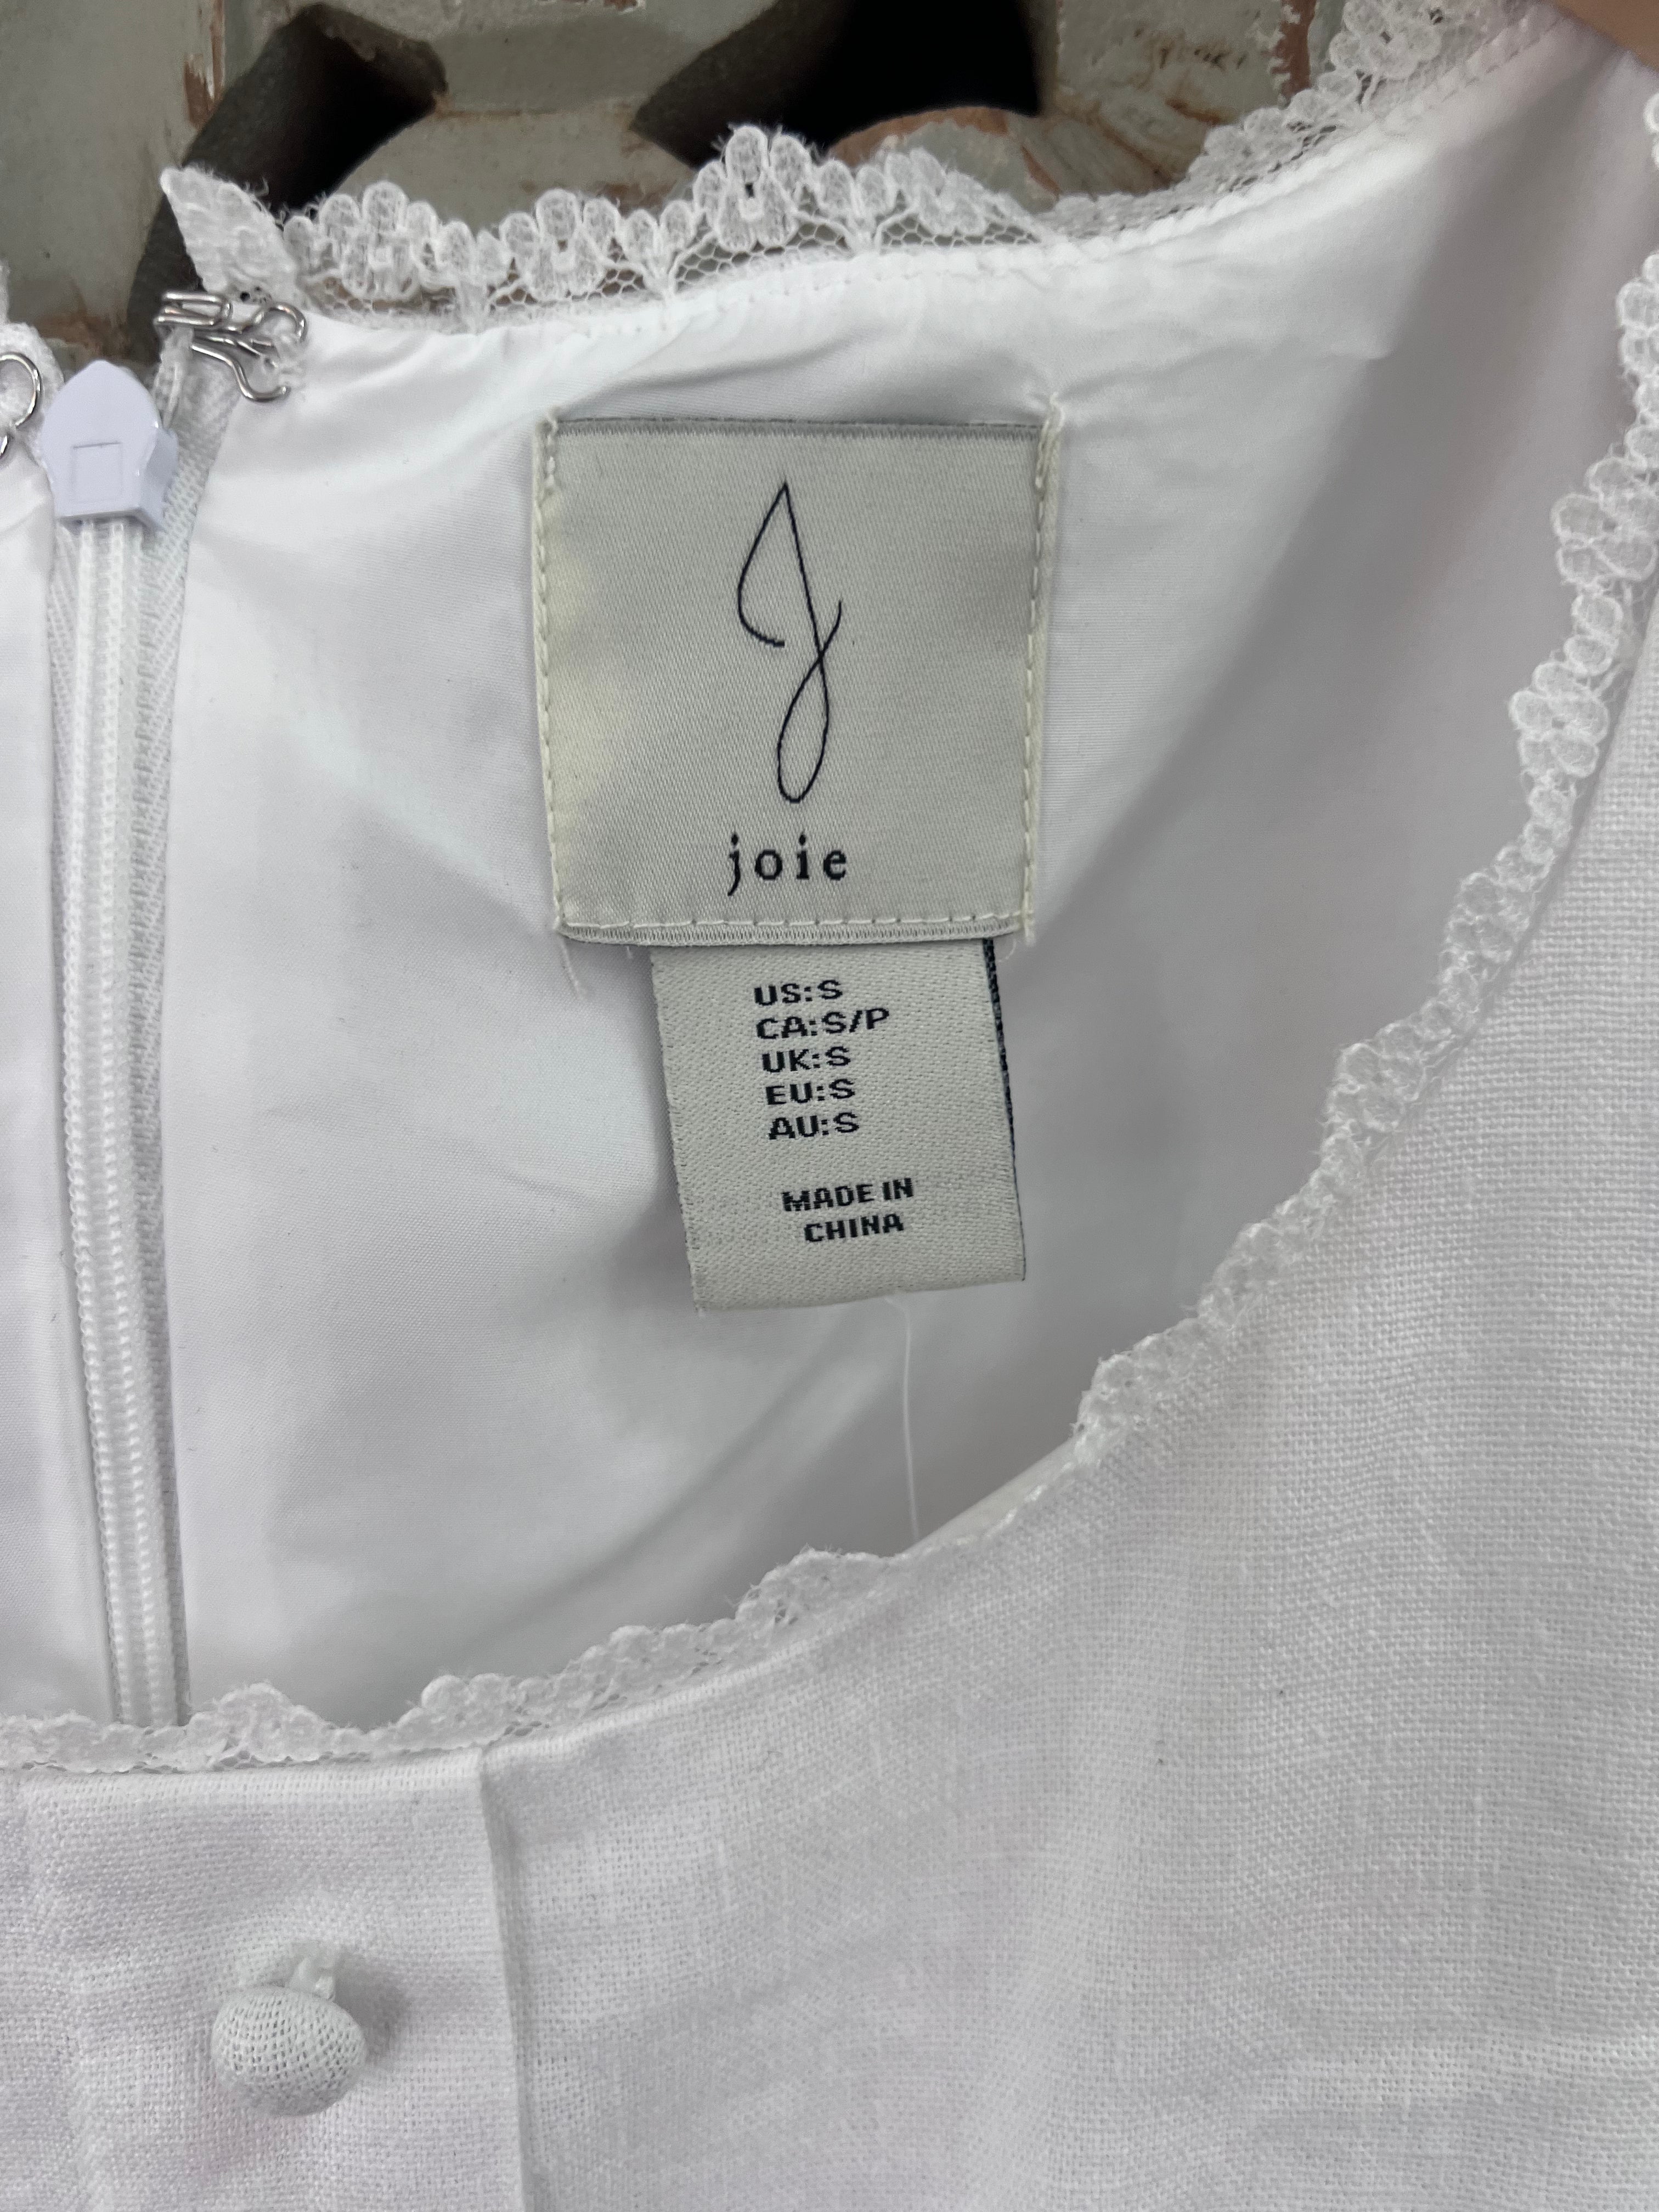 J
joie
US:S
CA:S/P
UK:S
EU:S
AU:S
MADE IN
CHINA